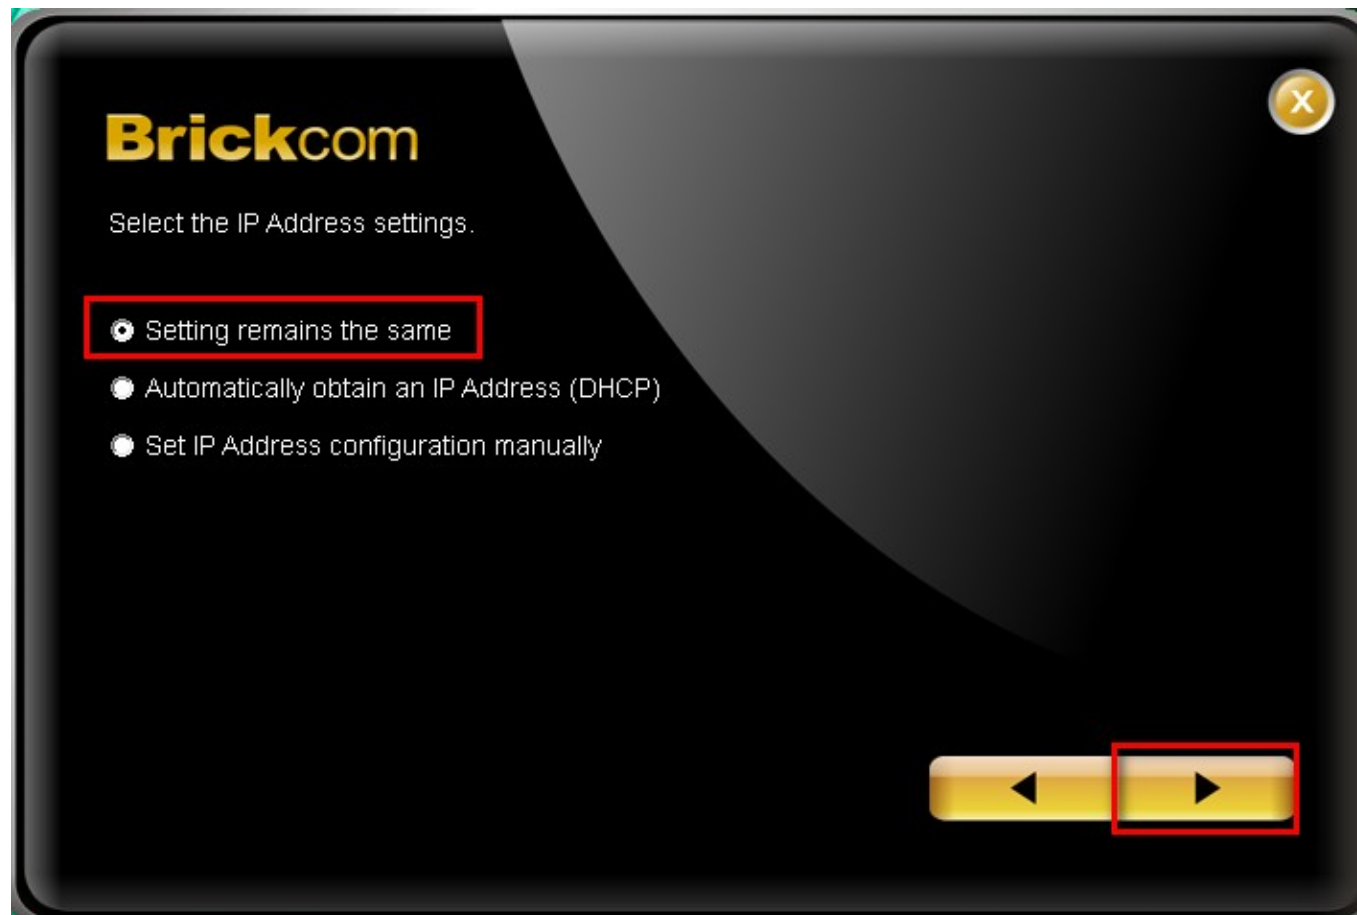 X
Brickcom
Select the IP Address settings.
Setting remains the same
Automatically obtain an IP Address (DHCP)
Set IP Address configuration manually